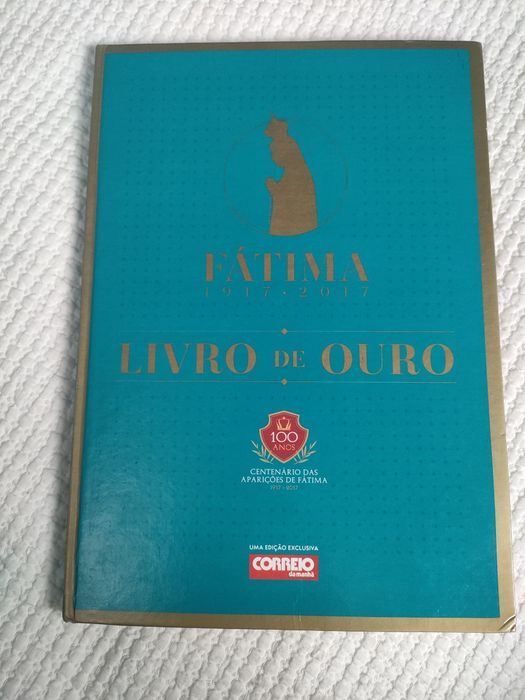 FÁTIMA
1917 • 2017
LIVRO DE OURO
100
ANOS
CENTENÁRIO DAS
APARIÇÕES DE FÁTIMA
1917 - 2017
UMA EDIÇÃO EXCLUSIVA
CORREIO
da manhã